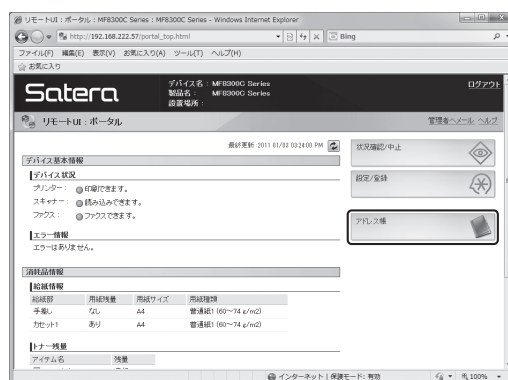 リモートUI : ポータル : MF8300C Series : MF8300C Series - Windows Internet Explorer
http://192.168.222.57/portal_top.html
Bing
ファイル(F) 編集(E) 表示(V) お気に入り(A) ツール(T) ヘルプ(H)
お気に入り
Satera
デバイス名 : MF8300C Series
製品名 : MF8300C Series
設置場所 :
ログアウト
リモートUI : ポータル
管理者へメール ヘルプ
最終更新 :2011 01/03 03:24:00 PM
デバイス基本情報
デバイス状況
プリンター : 印刷できます。
スキャナー : 読み込みできます。
ファクス : ファクスできます。
エラー情報
エラーはありません。
消耗品情報
給紙情報
給紙部 用紙残量 用紙サイズ 用紙種類
手差し なし A4 普通紙1 (60～74 g/m2)
カセット1 あり A4 普通紙1 (60～74 g/m2)
トナー残量
アイテム名 残量
状況確認/中止
設定/登録
アドレス帳
インターネット | 保護モード: 有効
100%